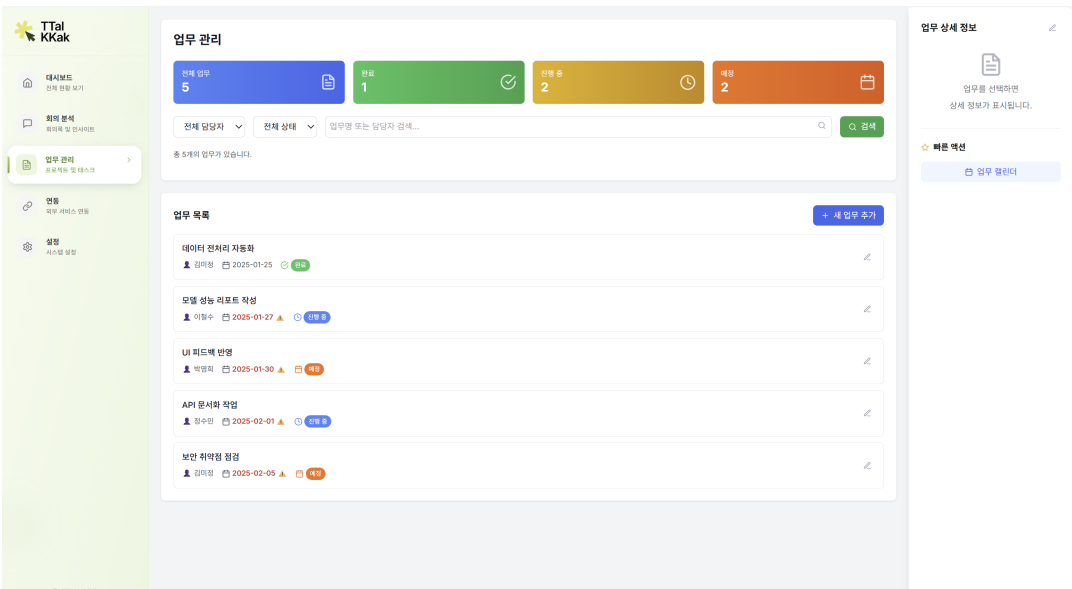 TTal
KKak
대시보드
전체 현황 보기
회의 분석
회의록 및 인사이트
업무 관리
프로젝트 및 태스크
연동
외부 서비스 연동
설정
시스템 설정
업무 관리
전체 업무
5
완료
1
진행 중
2
예정
2
전체 담당자
전체 상태
업무명 또는 담당자 검색...
검색
총 5개의 업무가 있습니다.
업무 목록
+ 새 업무 추가
데이터 전처리 자동화
김미정 2025-01-25 완료
모델 성능 리포트 작성
이철수 2025-01-27 진행 중
UI 피드백 반영
박영희 2025-01-30 예정
API 문서화 작업
정수민 2025-02-01 진행 중
보안 취약점 점검
김미정 2025-02-05 예정
업무 상세 정보
업무를 선택하면
상세 정보가 표시됩니다.
빠른 액션
업무 캘린더